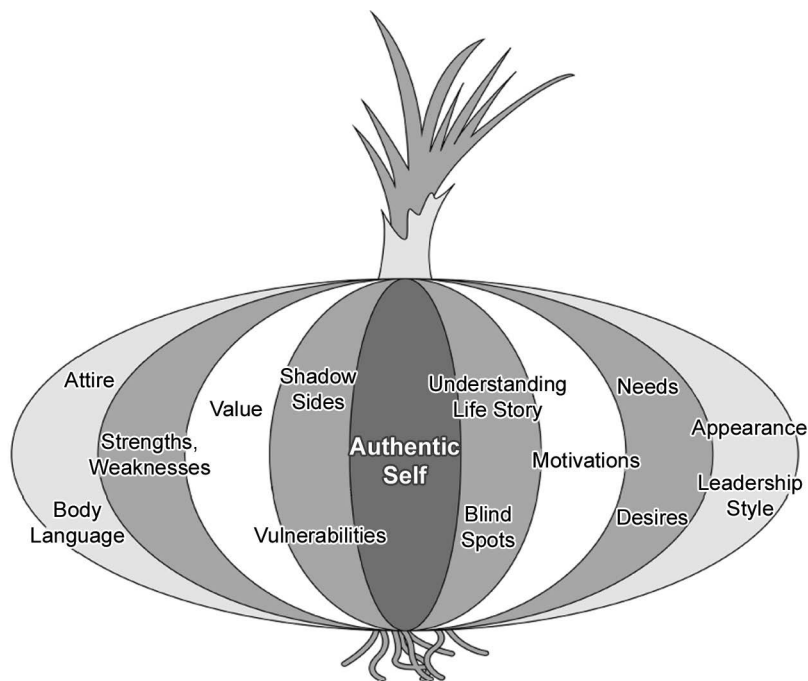 Attire
Body
Language
Strengths,
Weaknesses
Value
Shadow
Sides
Vulnerabilities
Authentic
Self
Understanding
Life Story
Blind
Spots
Motivations
Needs
Desires
Appearance
Leadership
Style